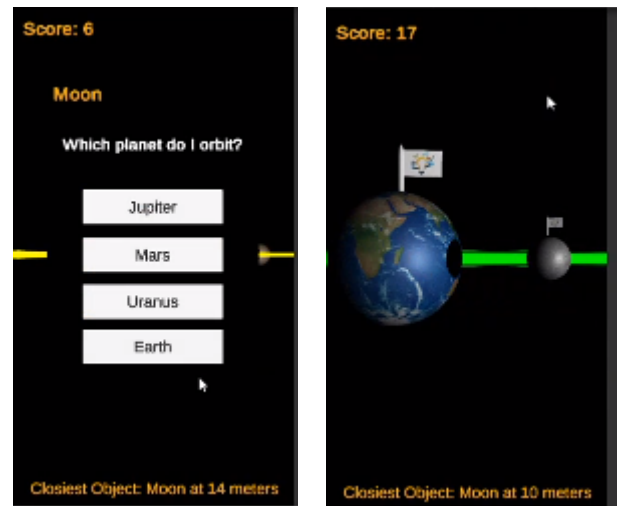 Score: 6
Moon
Which planet do I orbit?
Jupiter
Mars
Uranus
Earth
Closiest Object: Moon at 14 meters
Score: 17
Closiest Object: Moon at 10 meters